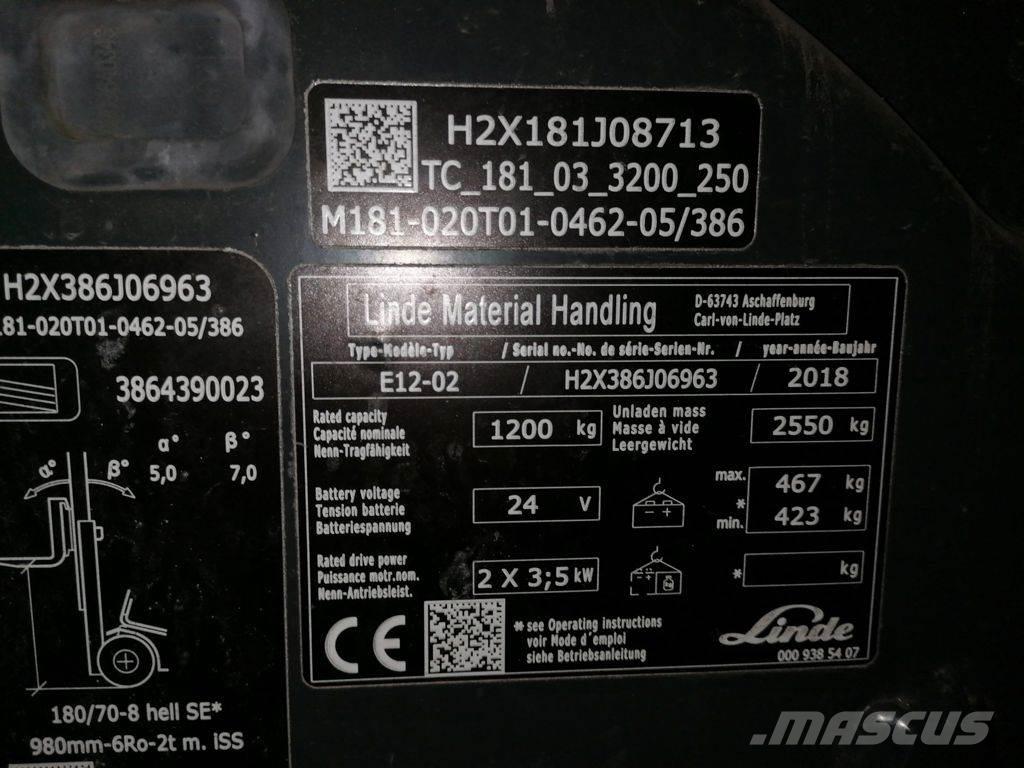 H2X181J08713
TC_181_03_3200_250
M181-020T01-0462-05/386
H2X386J06963
181-020T01-0462-05/386
3864390023
α° β°
5,0 7,0
α° β°
180/70-8 hell SE*
980mm-6Ro-2t m. iSS
Linde Material Handling
D-63743 Aschaffenburg
Carl-von-Linde-Platz
Type-Modèle-Typ / Serial no.-No. de série-Serien-Nr. / year-année-Baujahr
E12-02 / H2X386J06963 / 2018
Rated capacity
Capacité nominale
Nenn-Tragfähigkeit
1200 kg
Unladen mass
Masse à vide
Leergewicht
2550 kg
Battery voltage
Tension batterie
Batteriespannung
24 V
- +
max. 467 kg
*
min. 423 kg
Rated drive power
Puissance motr.nom.
Nenn-Antriebsleist.
2 X 3;5 kW
* kg
CE
* see Operating instructions
voir Mode d'emploi
siehe Betriebsanleitung
Linde
000 938 54 07
MASCUS